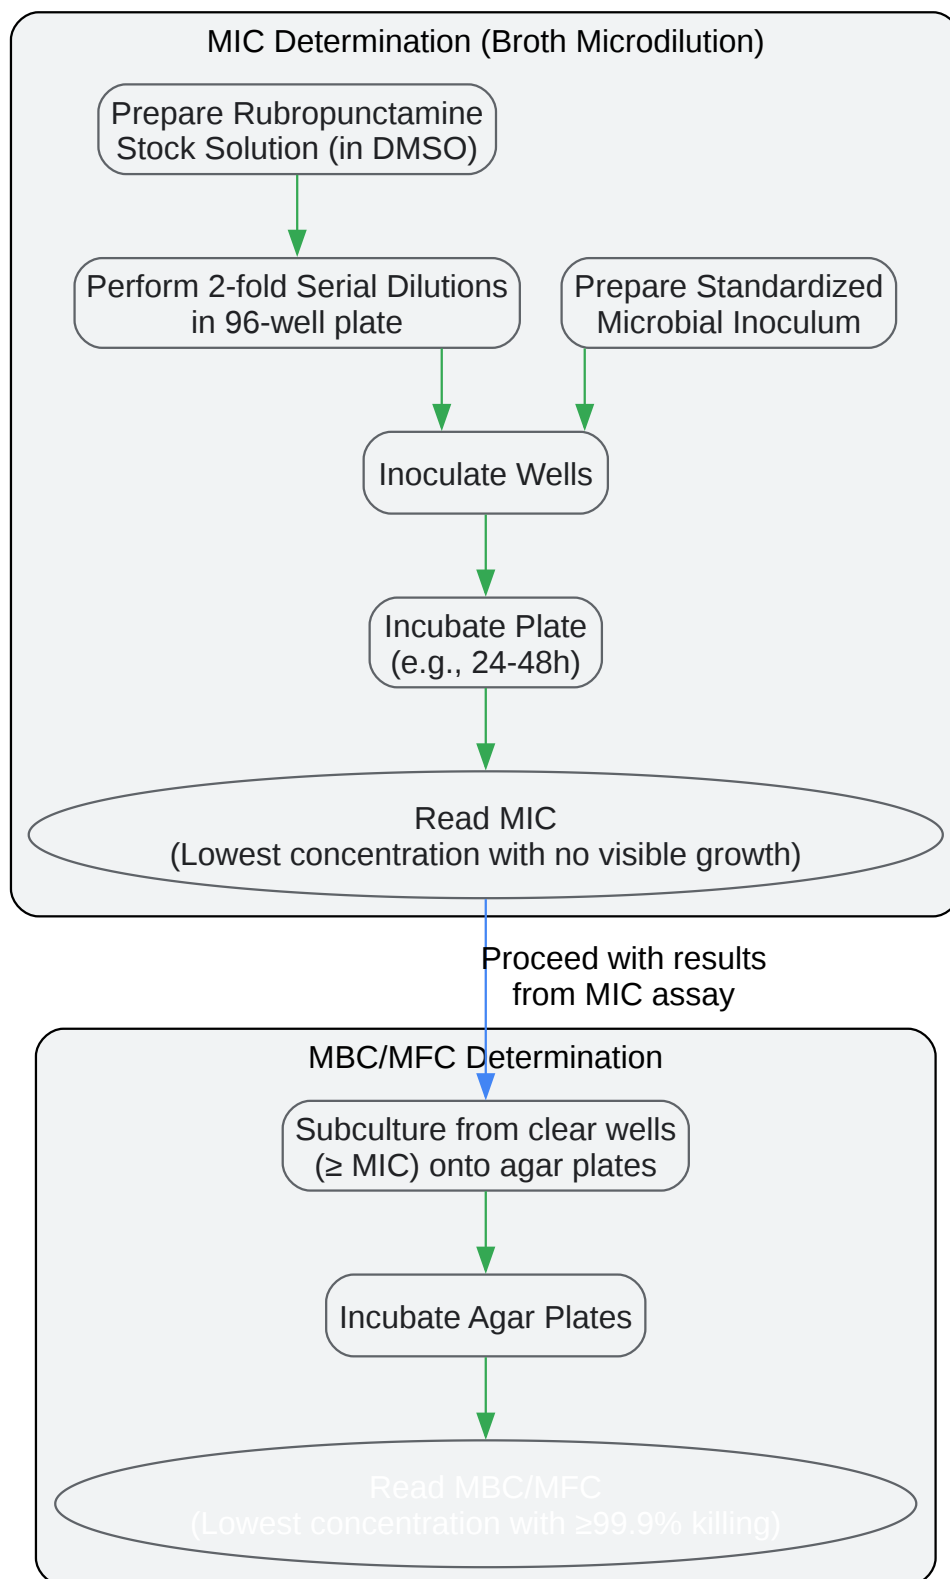 MIC Determination (Broth Microdilution)
Prepare Rubropunctamine
Stock Solution (in DMSO)
Perform 2-fold Serial Dilutions
in 96-well plate
Prepare Standardized
Microbial Inoculum
Inoculate Wells
Incubate Plate
(e.g., 24-48h)
Read MIC
(Lowest concentration with no visible growth)
Proceed with results
from MIC assay
MBC/MFC Determination
Subculture from clear wells
(≥ MIC) onto agar plates
Incubate Agar Plates
Read MBC/MFC
(Lowest concentration with ≥99.9% killing)